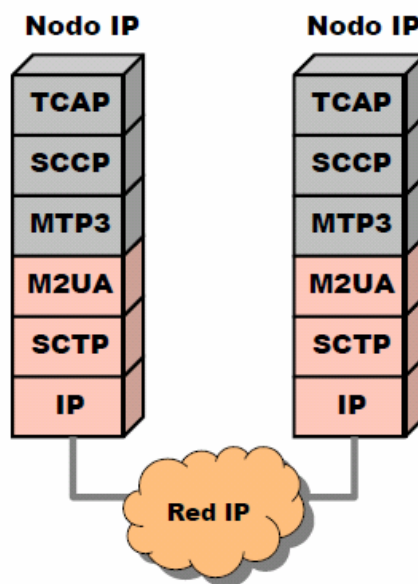 Nodo IP
TCAP
SCCP
MTP3
M2UA
SCTP
IP
Nodo IP
TCAP
SCCP
MTP3
M2UA
SCTP
IP
Red IP